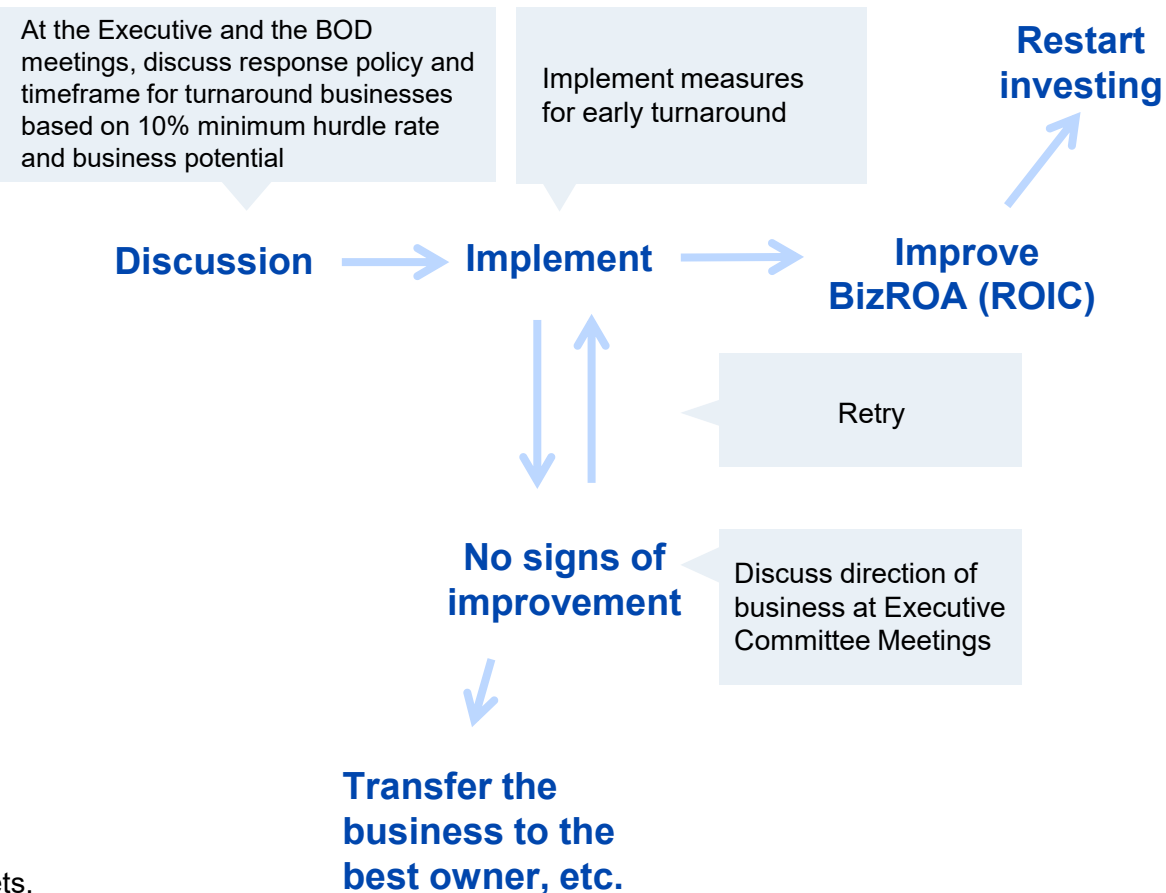 At the Executive and the BOD
meetings, discuss response policy and
timeframe for turnaround businesses
based on 10% minimum hurdle rate
and business potential
Implement measures
for early turnaround
Restart
investing
Discussion
Implement
Improve
BizROA (ROIC)
Retry
No signs of
improvement
Discuss direction of
business at Executive
Committee Meetings
Transfer the
business to the
best owner, etc.
ets.